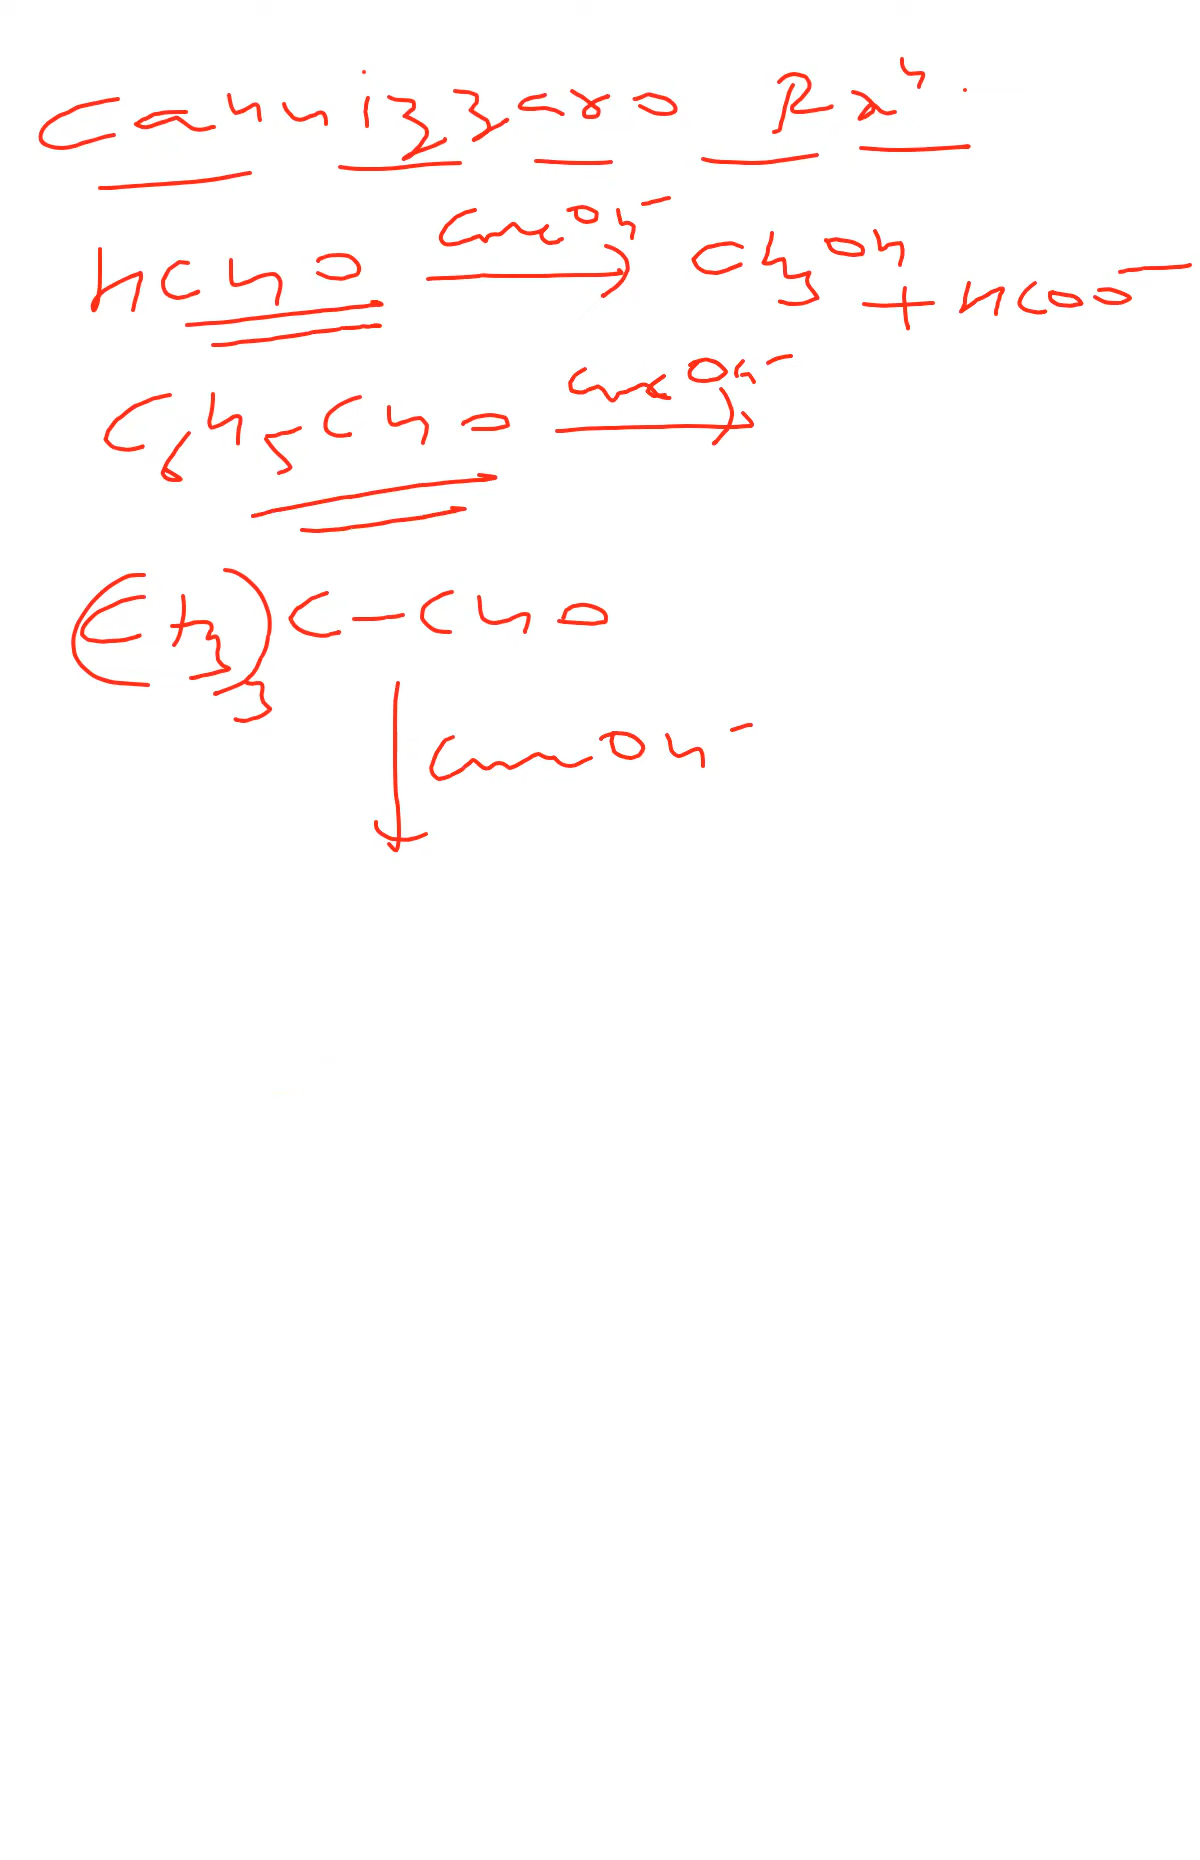 Cannizzaro Rxⁿ.
HCHO conc OH⁻ → CH₃OH + HCOO⁻
C₆H₅CHO conc OH⁻ →
(CH₃)₃C-CHO
↓ conc OH⁻